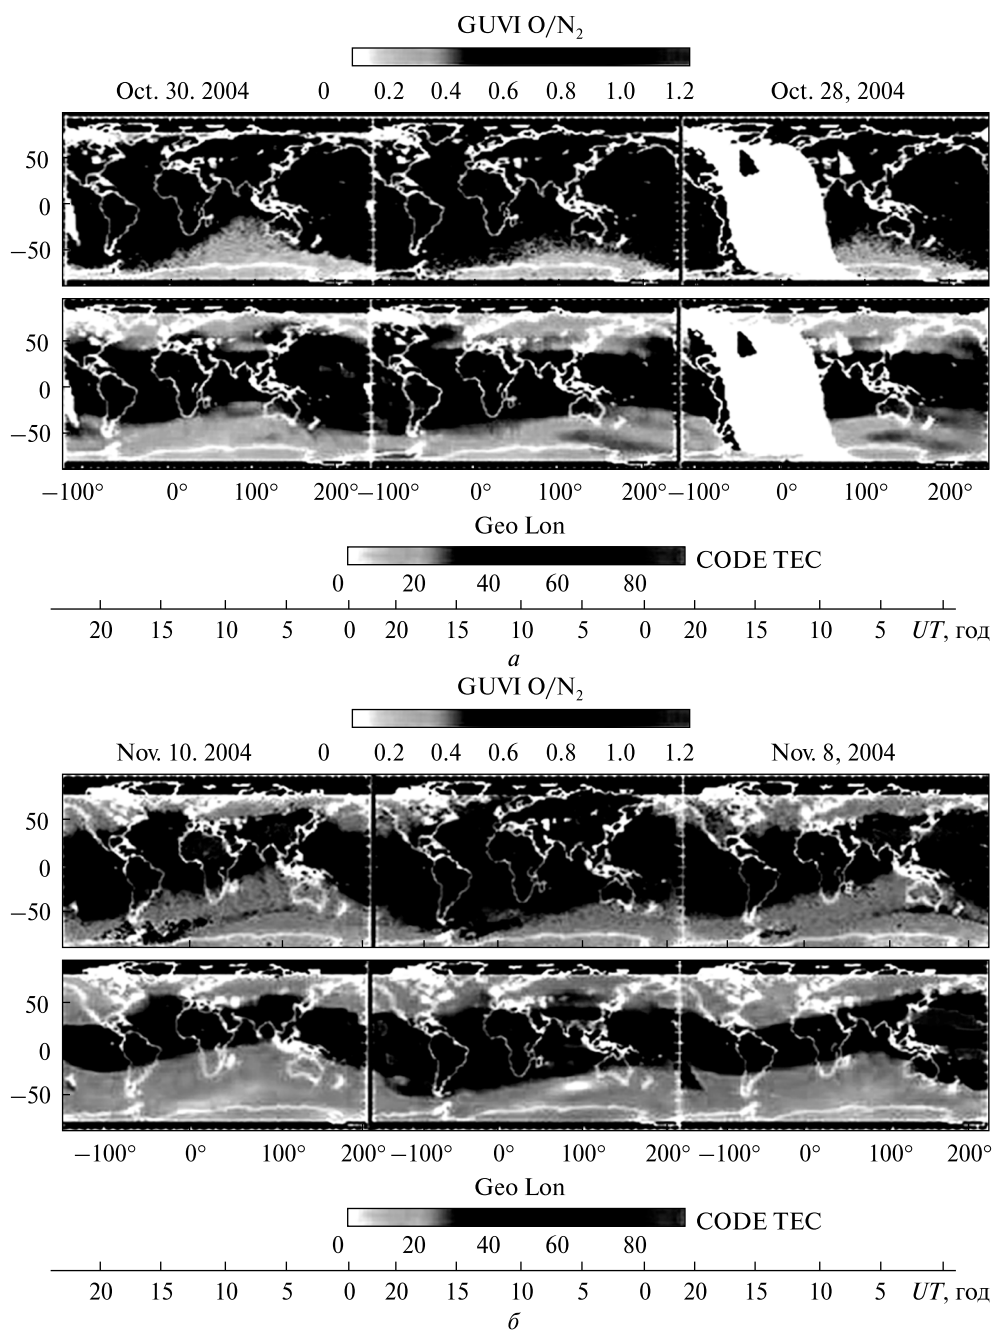 GUVI O/N₂
Oct. 30. 2004 0 0.2 0.4 0.6 0.8 1.0 1.2 Oct. 28, 2004
50
0
−50
50
0
−50
−100° 0° 100° 200° −100° 0° 100° 200° −100° 0° 100° 200°
Geo Lon
CODE TEC
0 20 40 60 80
20 15 10 5 0 20 15 10 5 0 20 15 10 5 UT, год
а
GUVI O/N₂
Nov. 10. 2004 0 0.2 0.4 0.6 0.8 1.0 1.2 Nov. 8, 2004
50
0
−50
50
0
−50
−100° 0° 100° 200° −100° 0° 100° 200° −100° 0° 100° 200°
Geo Lon
CODE TEC
0 20 40 60 80
20 15 10 5 0 20 15 10 5 0 20 15 10 5 UT, год
б